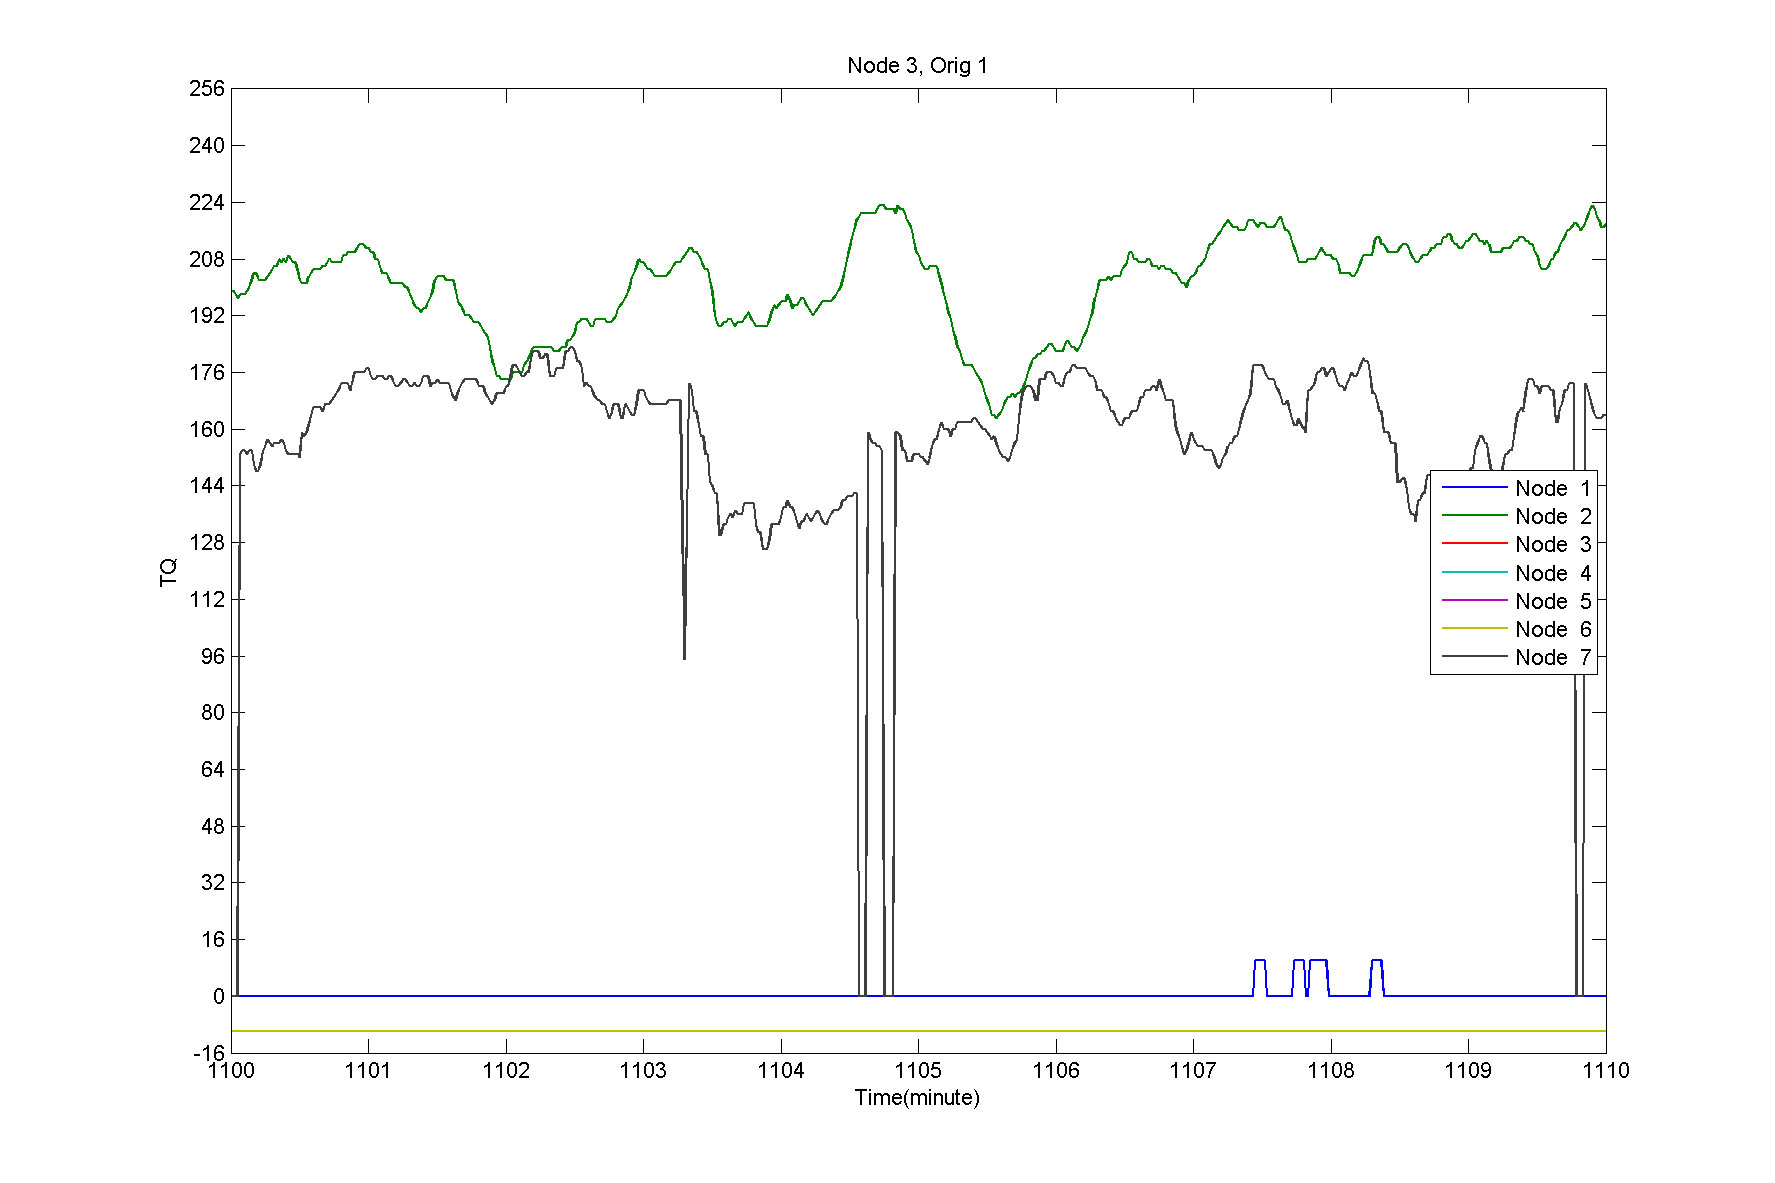 Node 3, Orig 1
256
240
224
208
192
176
160
144
128
112
96
80
64
48
32
16
0
-16
TQ
Node 1
Node 2
Node 3
Node 4
Node 5
Node 6
Node 7
1100 1101 1102 1103 1104 1105 1106 1107 1108 1109 1110
Time(minute)